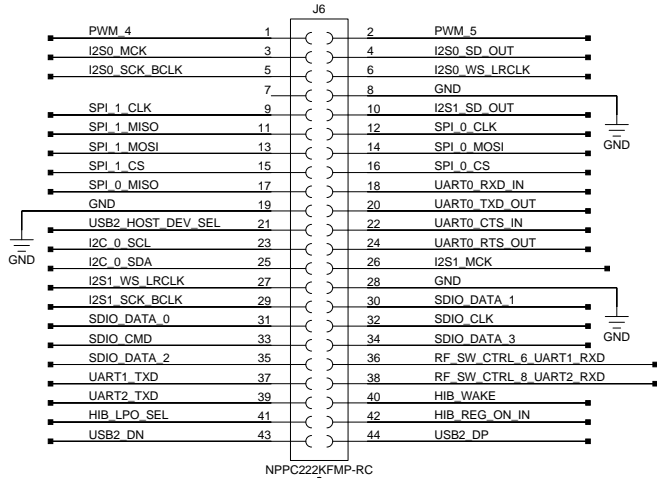 J6
PWM_4 1 2 PWM_5
I2S0_MCK 3 4 I2S0_SD_OUT
I2S0_SCK_BCLK 5 6 I2S0_WS_LRCLK
7 8 GND
SPI_1_CLK 9 10 I2S1_SD_OUT
SPI_1_MISO 11 12 SPI_0_CLK
SPI_1_MOSI 13 14 SPI_0_MOSI
GND
SPI_1_CS 15 16 SPI_0_CS
SPI_0_MISO 17 18 UART0_RXD_IN
GND 19 20 UART0_TXD_OUT
USB2_HOST_DEV_SEL 21 22 UART0_CTS_IN
I2C_0_SCL 23 24 UART0_RTS_OUT
GND
I2C_0_SDA 25 26 I2S1_MCK
I2S1_WS_LRCLK 27 28 GND
I2S1_SCK_BCLK 29 30 SDIO_DATA_1
SDIO_DATA_0 31 32 SDIO_CLK
SDIO_CMD 33 34 SDIO_DATA_3
GND
SDIO_DATA_2 35 36 RF_SW_CTRL_6_UART1_RXD
UART1_TXD 37 38 RF_SW_CTRL_8_UART2_RXD
UART2_TXD 39 40 HIB_WAKE
HIB_LPO_SEL 41 42 HIB_REG_ON_IN
USB2_DN 43 44 USB2_DP
NPPC222KFMP-RC